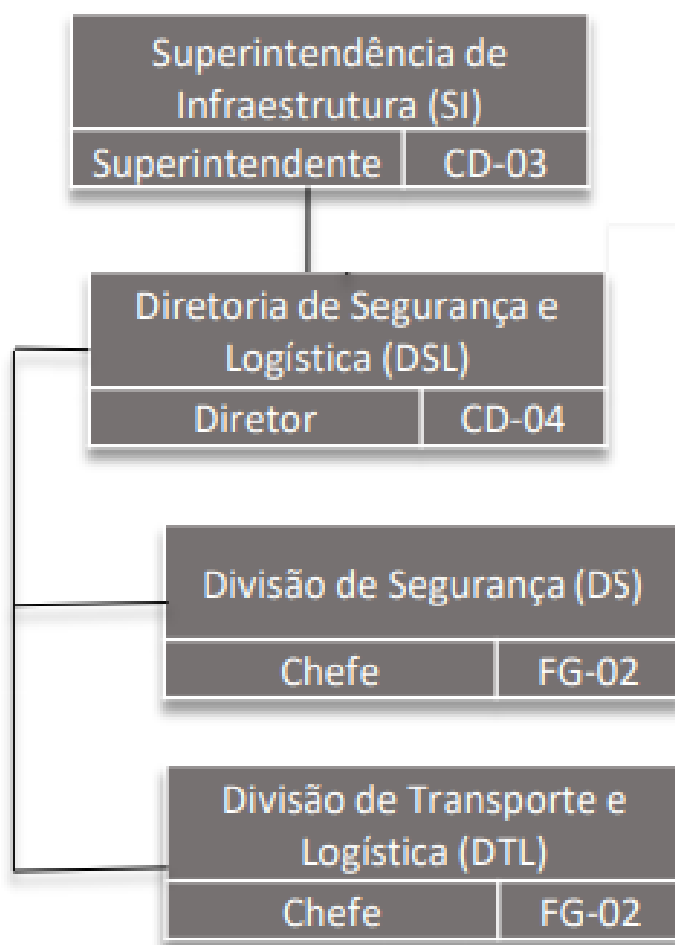 Superintendência de
Infraestrutura (SI)
Superintendente CD-03
Diretoria de Segurança e
Logística (DSL)
Diretor CD-04
Divisão de Segurança (DS)
Chefe FG-02
Divisão de Transporte e
Logística (DTL)
Chefe FG-02